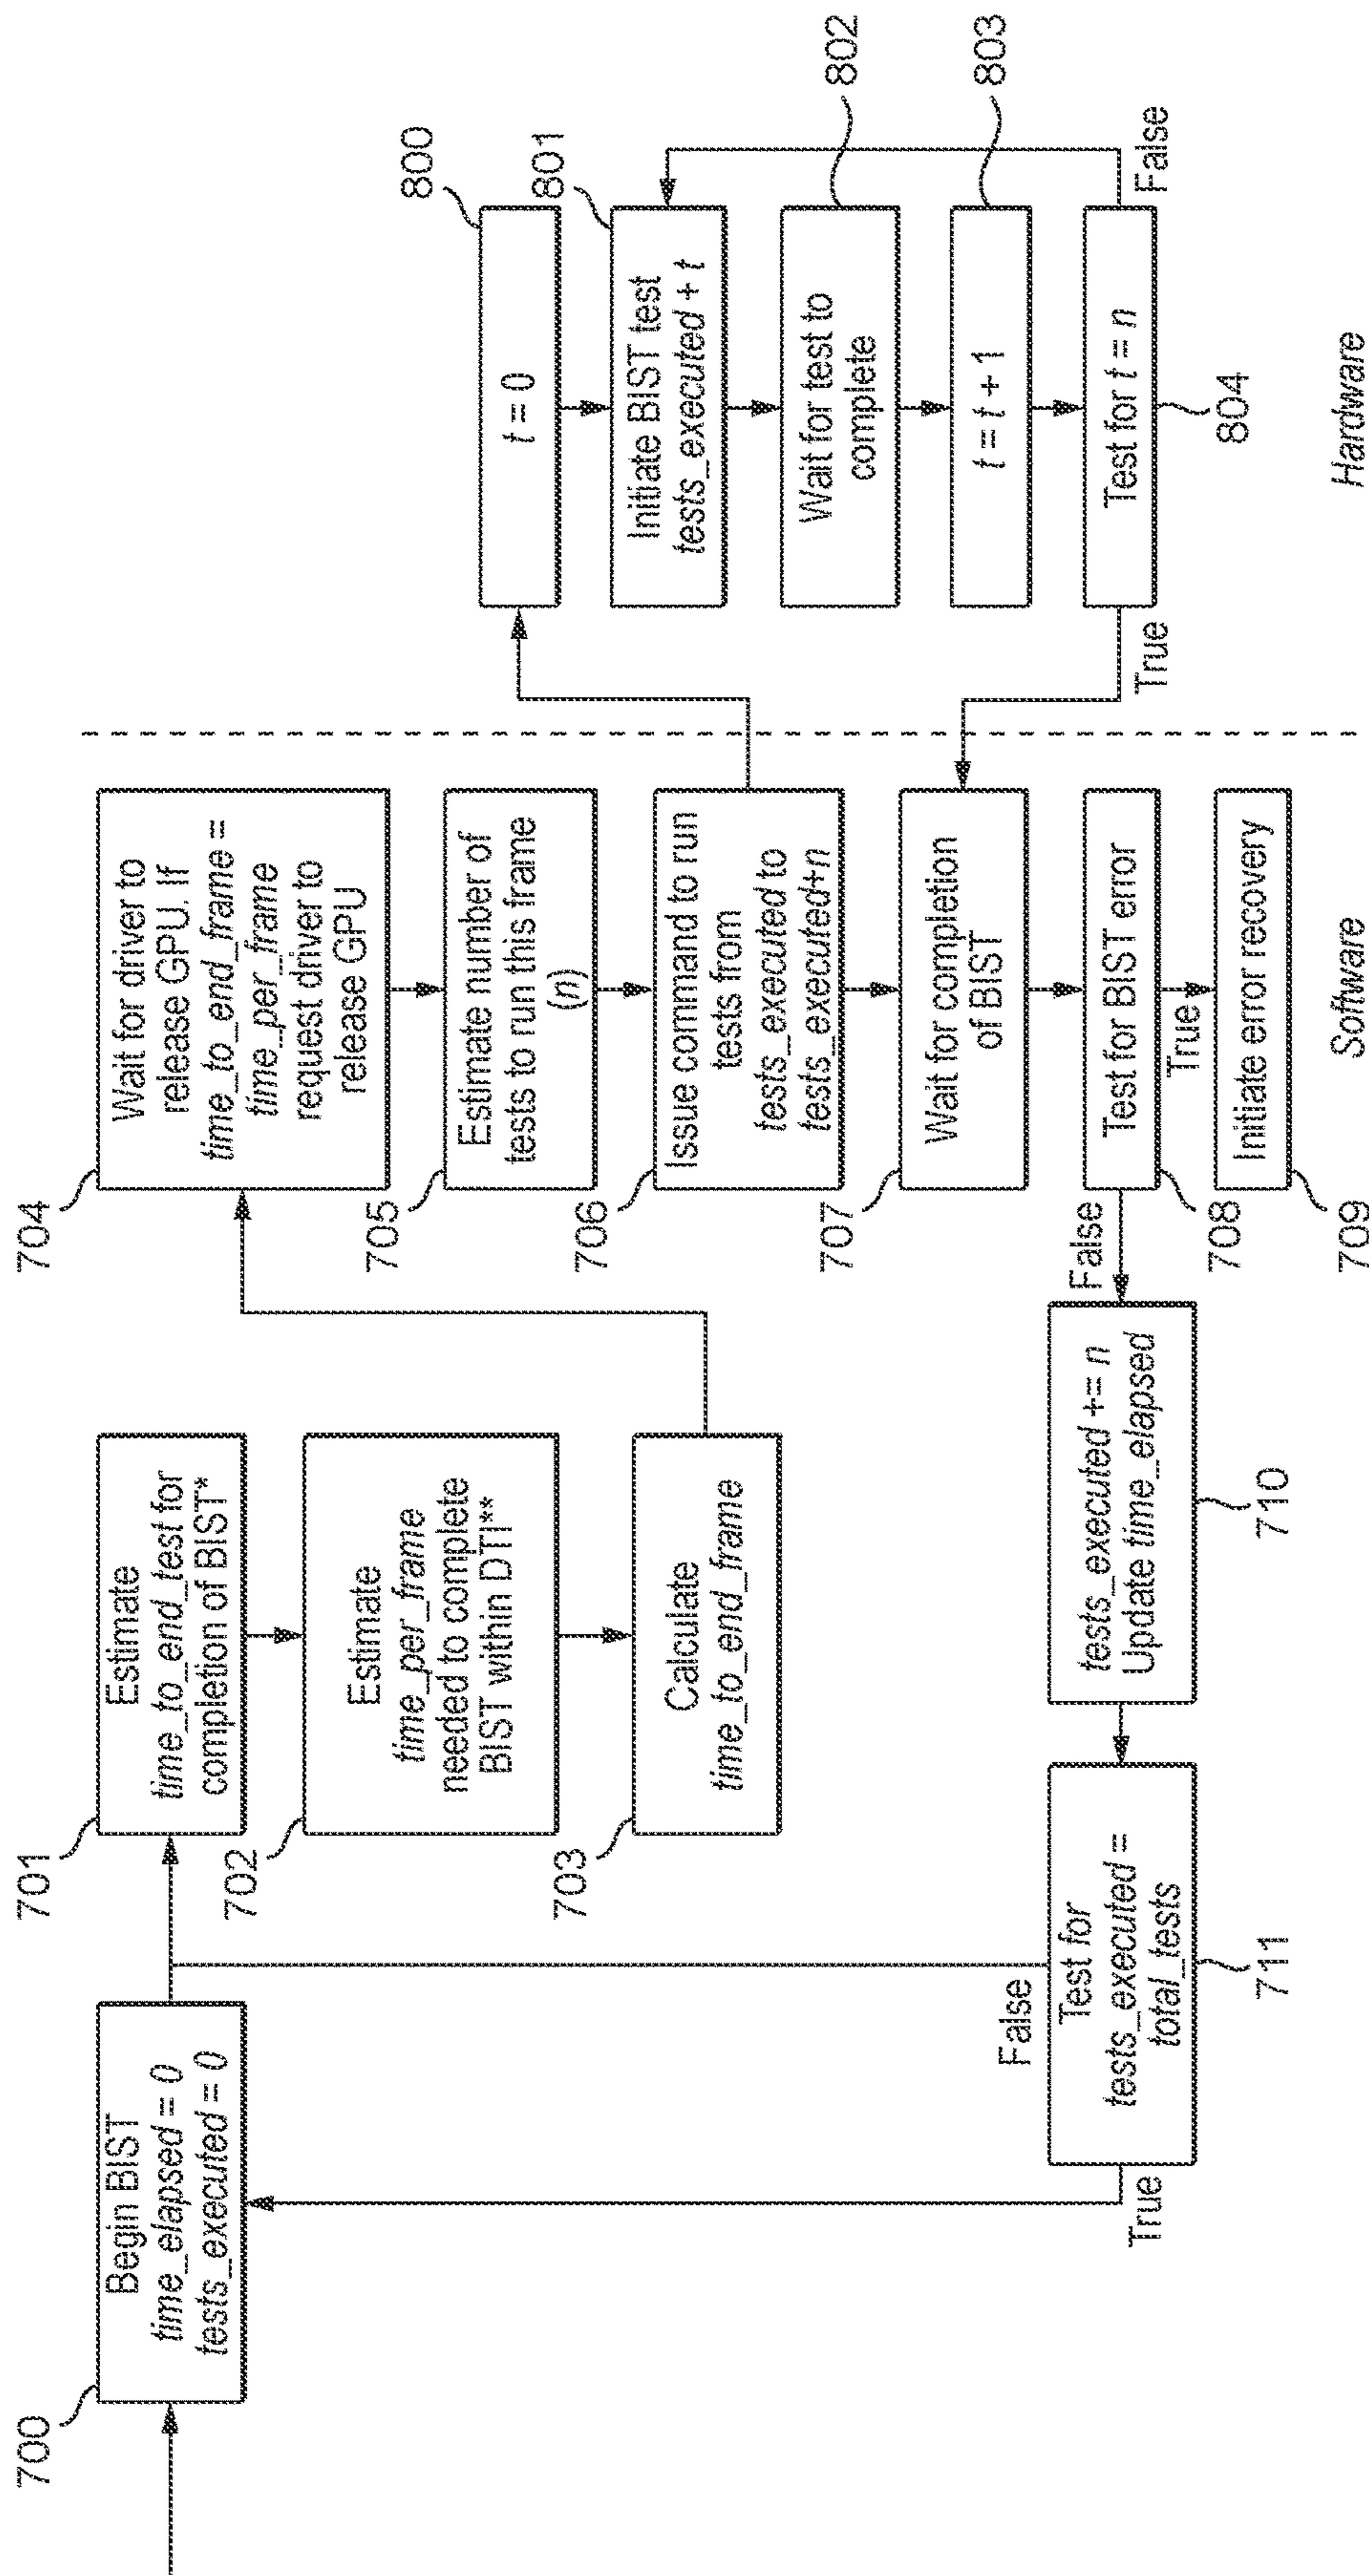 700
Begin BIST
time_elapsed = 0
tests_executed = 0
701
Estimate
time_to_end_test for
completion of BIST*
702
Estimate
time_per_frame
needed to complete
BIST within DTI**
703
Calculate
time_to_end_frame
704
Wait for driver to
release GPU. If
time_to_end_frame =
time_per_frame
request driver to
release GPU
705
Estimate number of
tests to run this frame
(n)
706
Issue command to run
tests from
tests_executed to
tests_executed+n
707
Wait for completion
of BIST
Test for BIST error
708
True
Initiate error recovery
709
False
tests_executed += n
Update time_elapsed
710
Test for
tests_executed =
total_tests
711
False
True
Software
800
t = 0
801
Initiate BIST test
tests_executed + t
802
Wait for test to
complete
803
t = t + 1
Test for t = n
804
True
False
Hardware